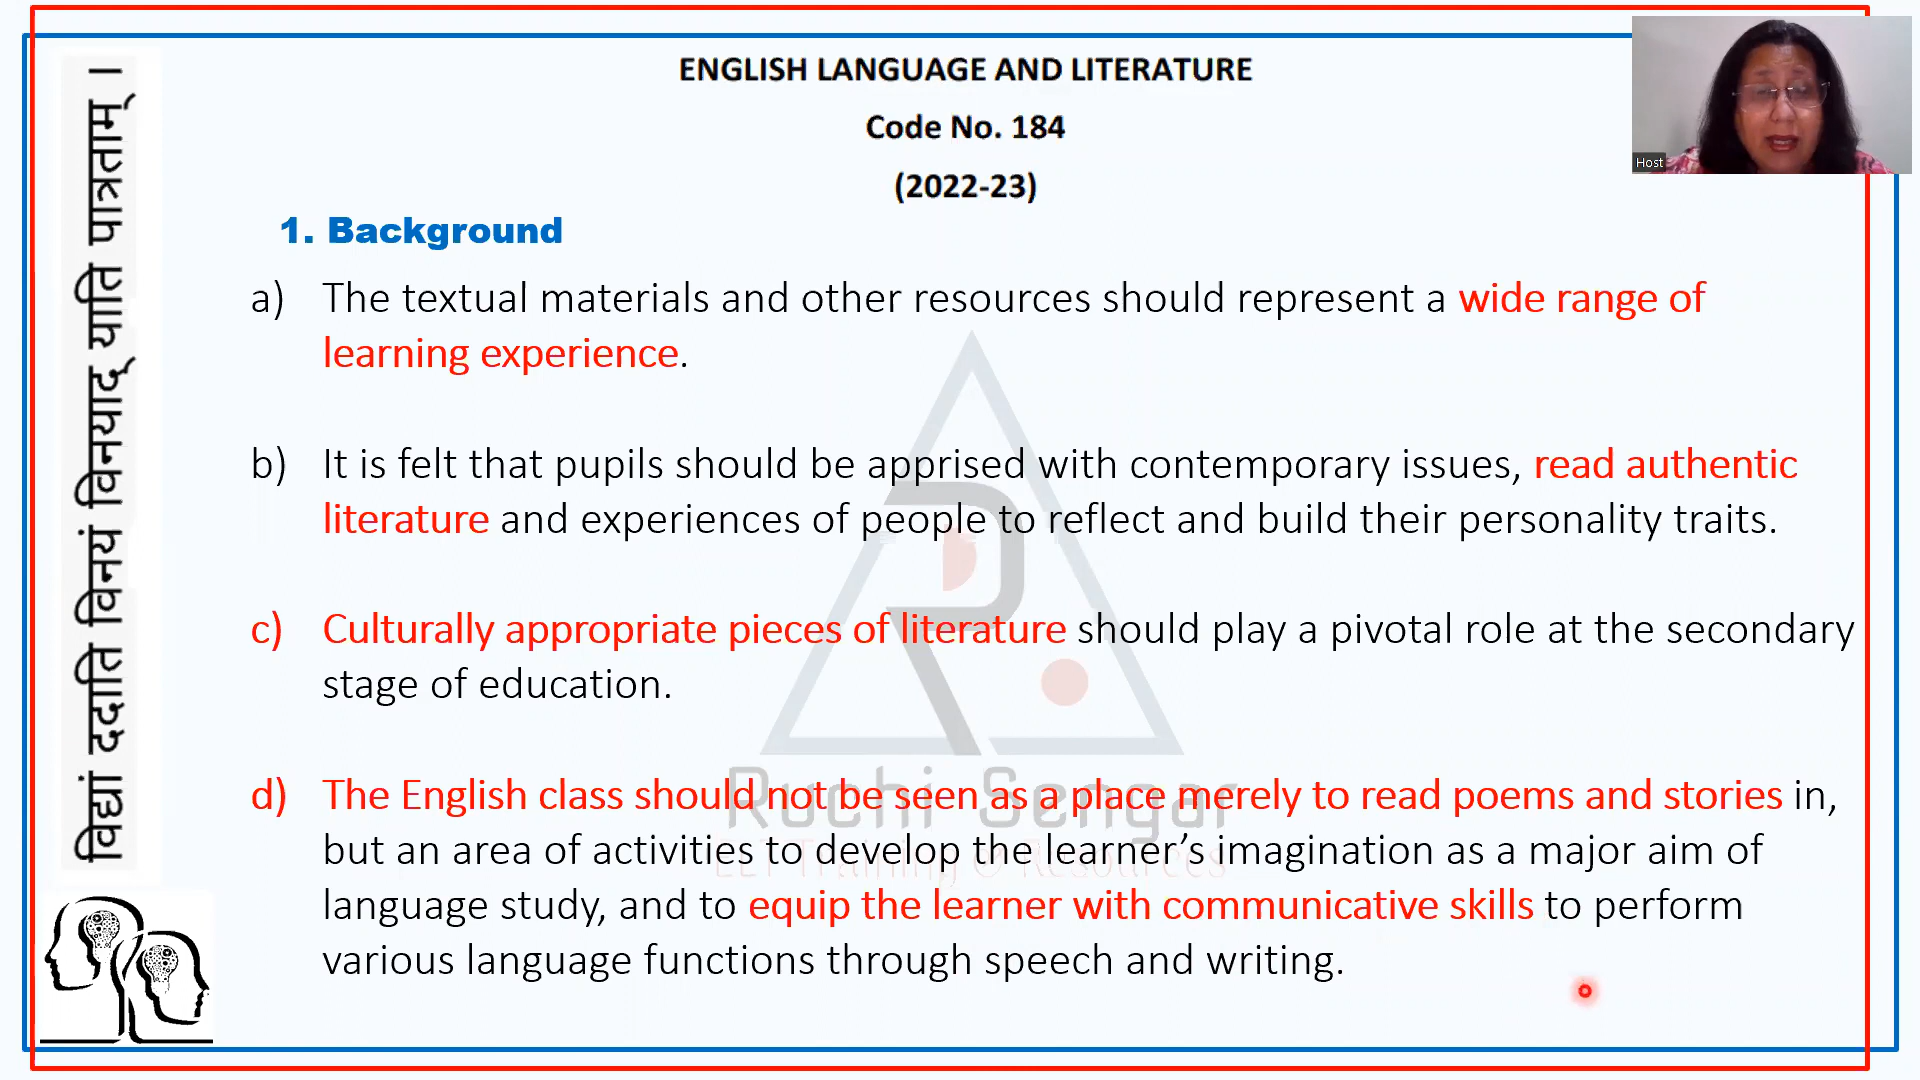 ENGLISH LANGUAGE AND LITERATURE
Code No. 184
(2022-23)
Host
1. Background
a) The textual materials and other resources should represent a wide range of
learning experience.
b) It is felt that pupils should be apprised with contemporary issues, read authentic
literature and experiences of people to reflect and build their personality traits.
c) Culturally appropriate pieces of literature should play a pivotal role at the secondary
stage of education.
d) The English class should not be seen as a place merely to read poems and stories in,
but an area of activities to develop the learner’s imagination as a major aim of
language study, and to equip the learner with communicative skills to perform
various language functions through speech and writing.
विद्यां ददाति विनयं विनयाद् याति पात्रताम् ।
Ruchi Sengar
ELT Training & Resources